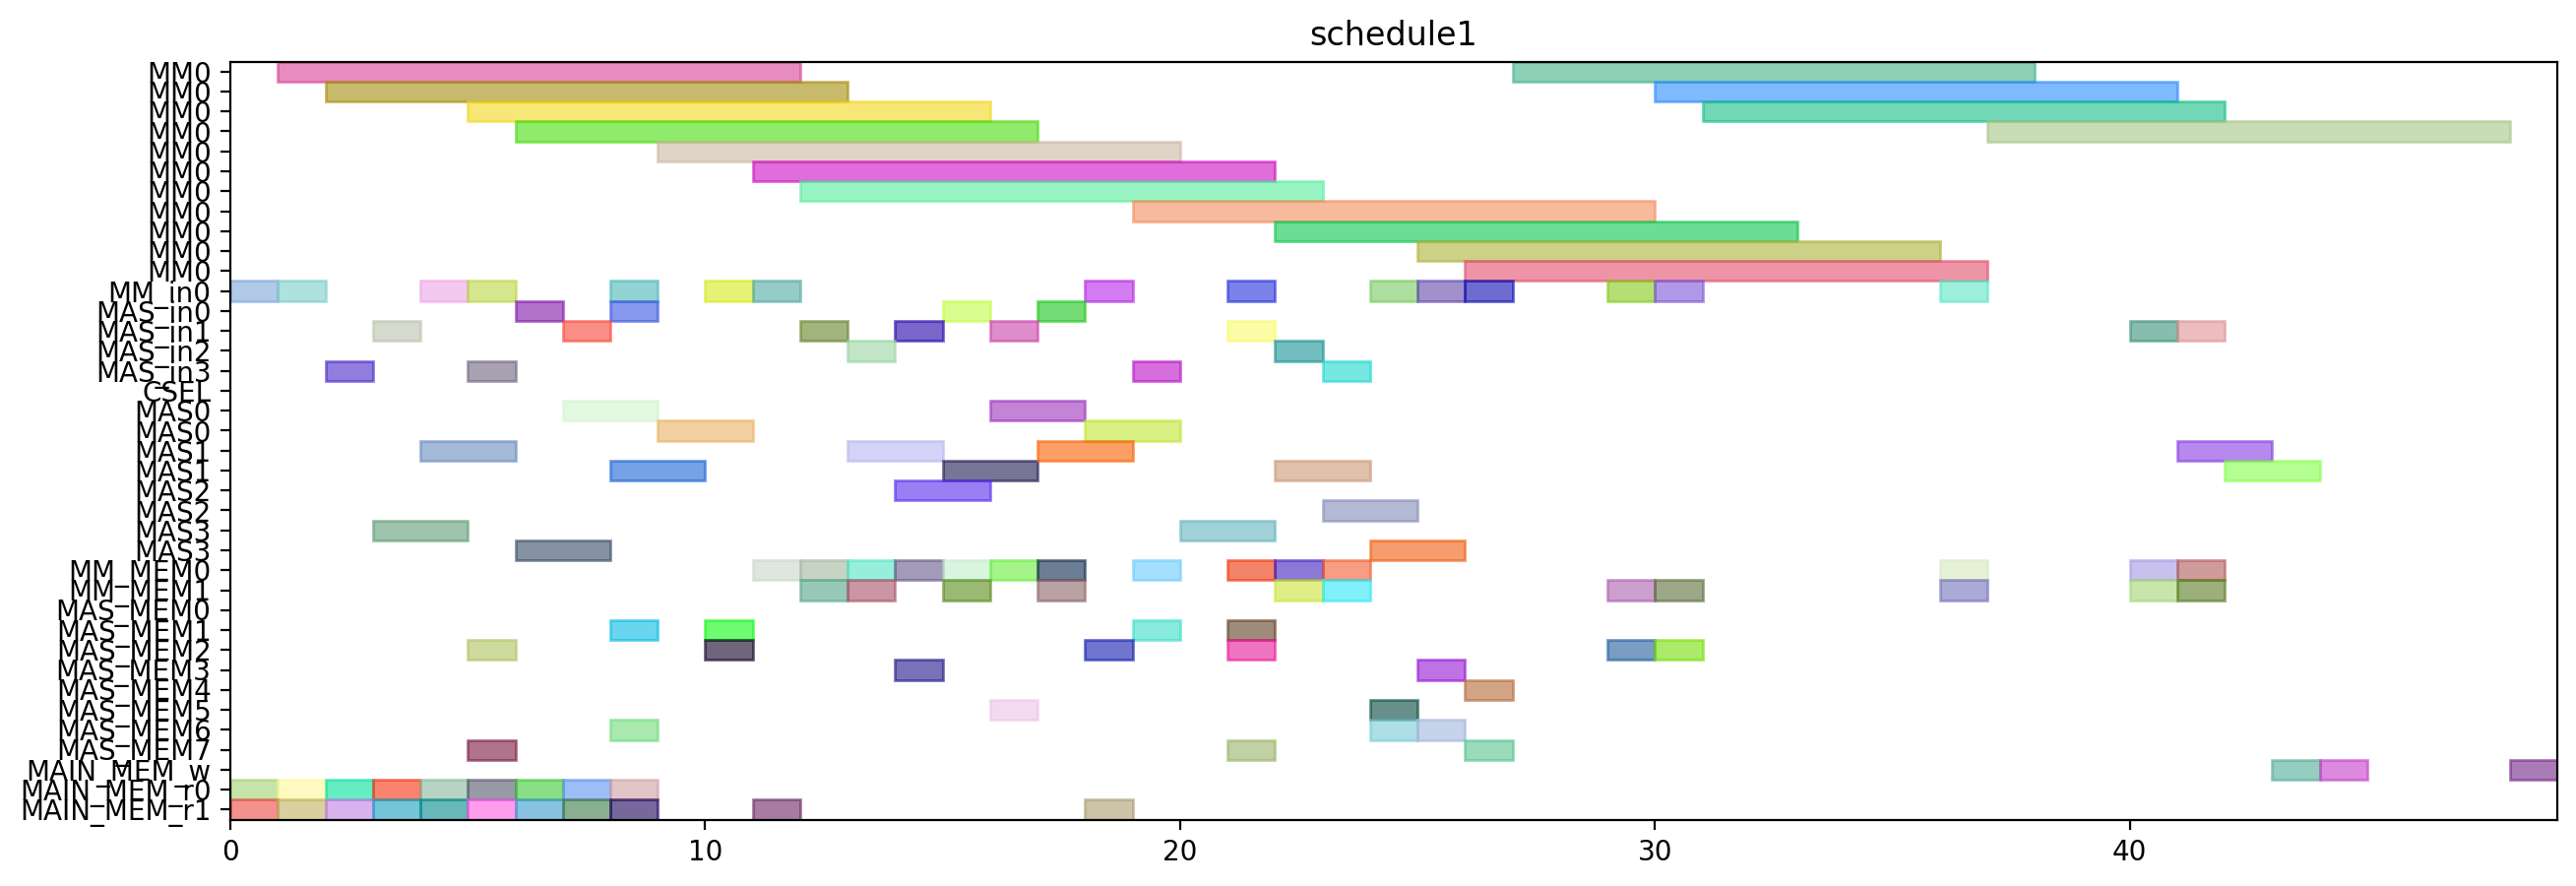 schedule1
MM0
MM0
MM0
MM0
MM0
MM0
MM0
MM0
MM0
MM0
MM0
MM_in0
MAS_in0
MAS_in1
MAS_in2
MAS_in3
CSEL
MAS0
MAS0
MAS1
MAS1
MAS2
MAS2
MAS3
MAS3
MM_MEM0
MM_MEM1
MAS_MEM0
MAS_MEM1
MAS_MEM2
MAS_MEM3
MAS_MEM4
MAS_MEM5
MAS_MEM6
MAS_MEM7
MAIN_MEM_w
MAIN_MEM_r0
MAIN_MEM_r1
0 10 20 30 40